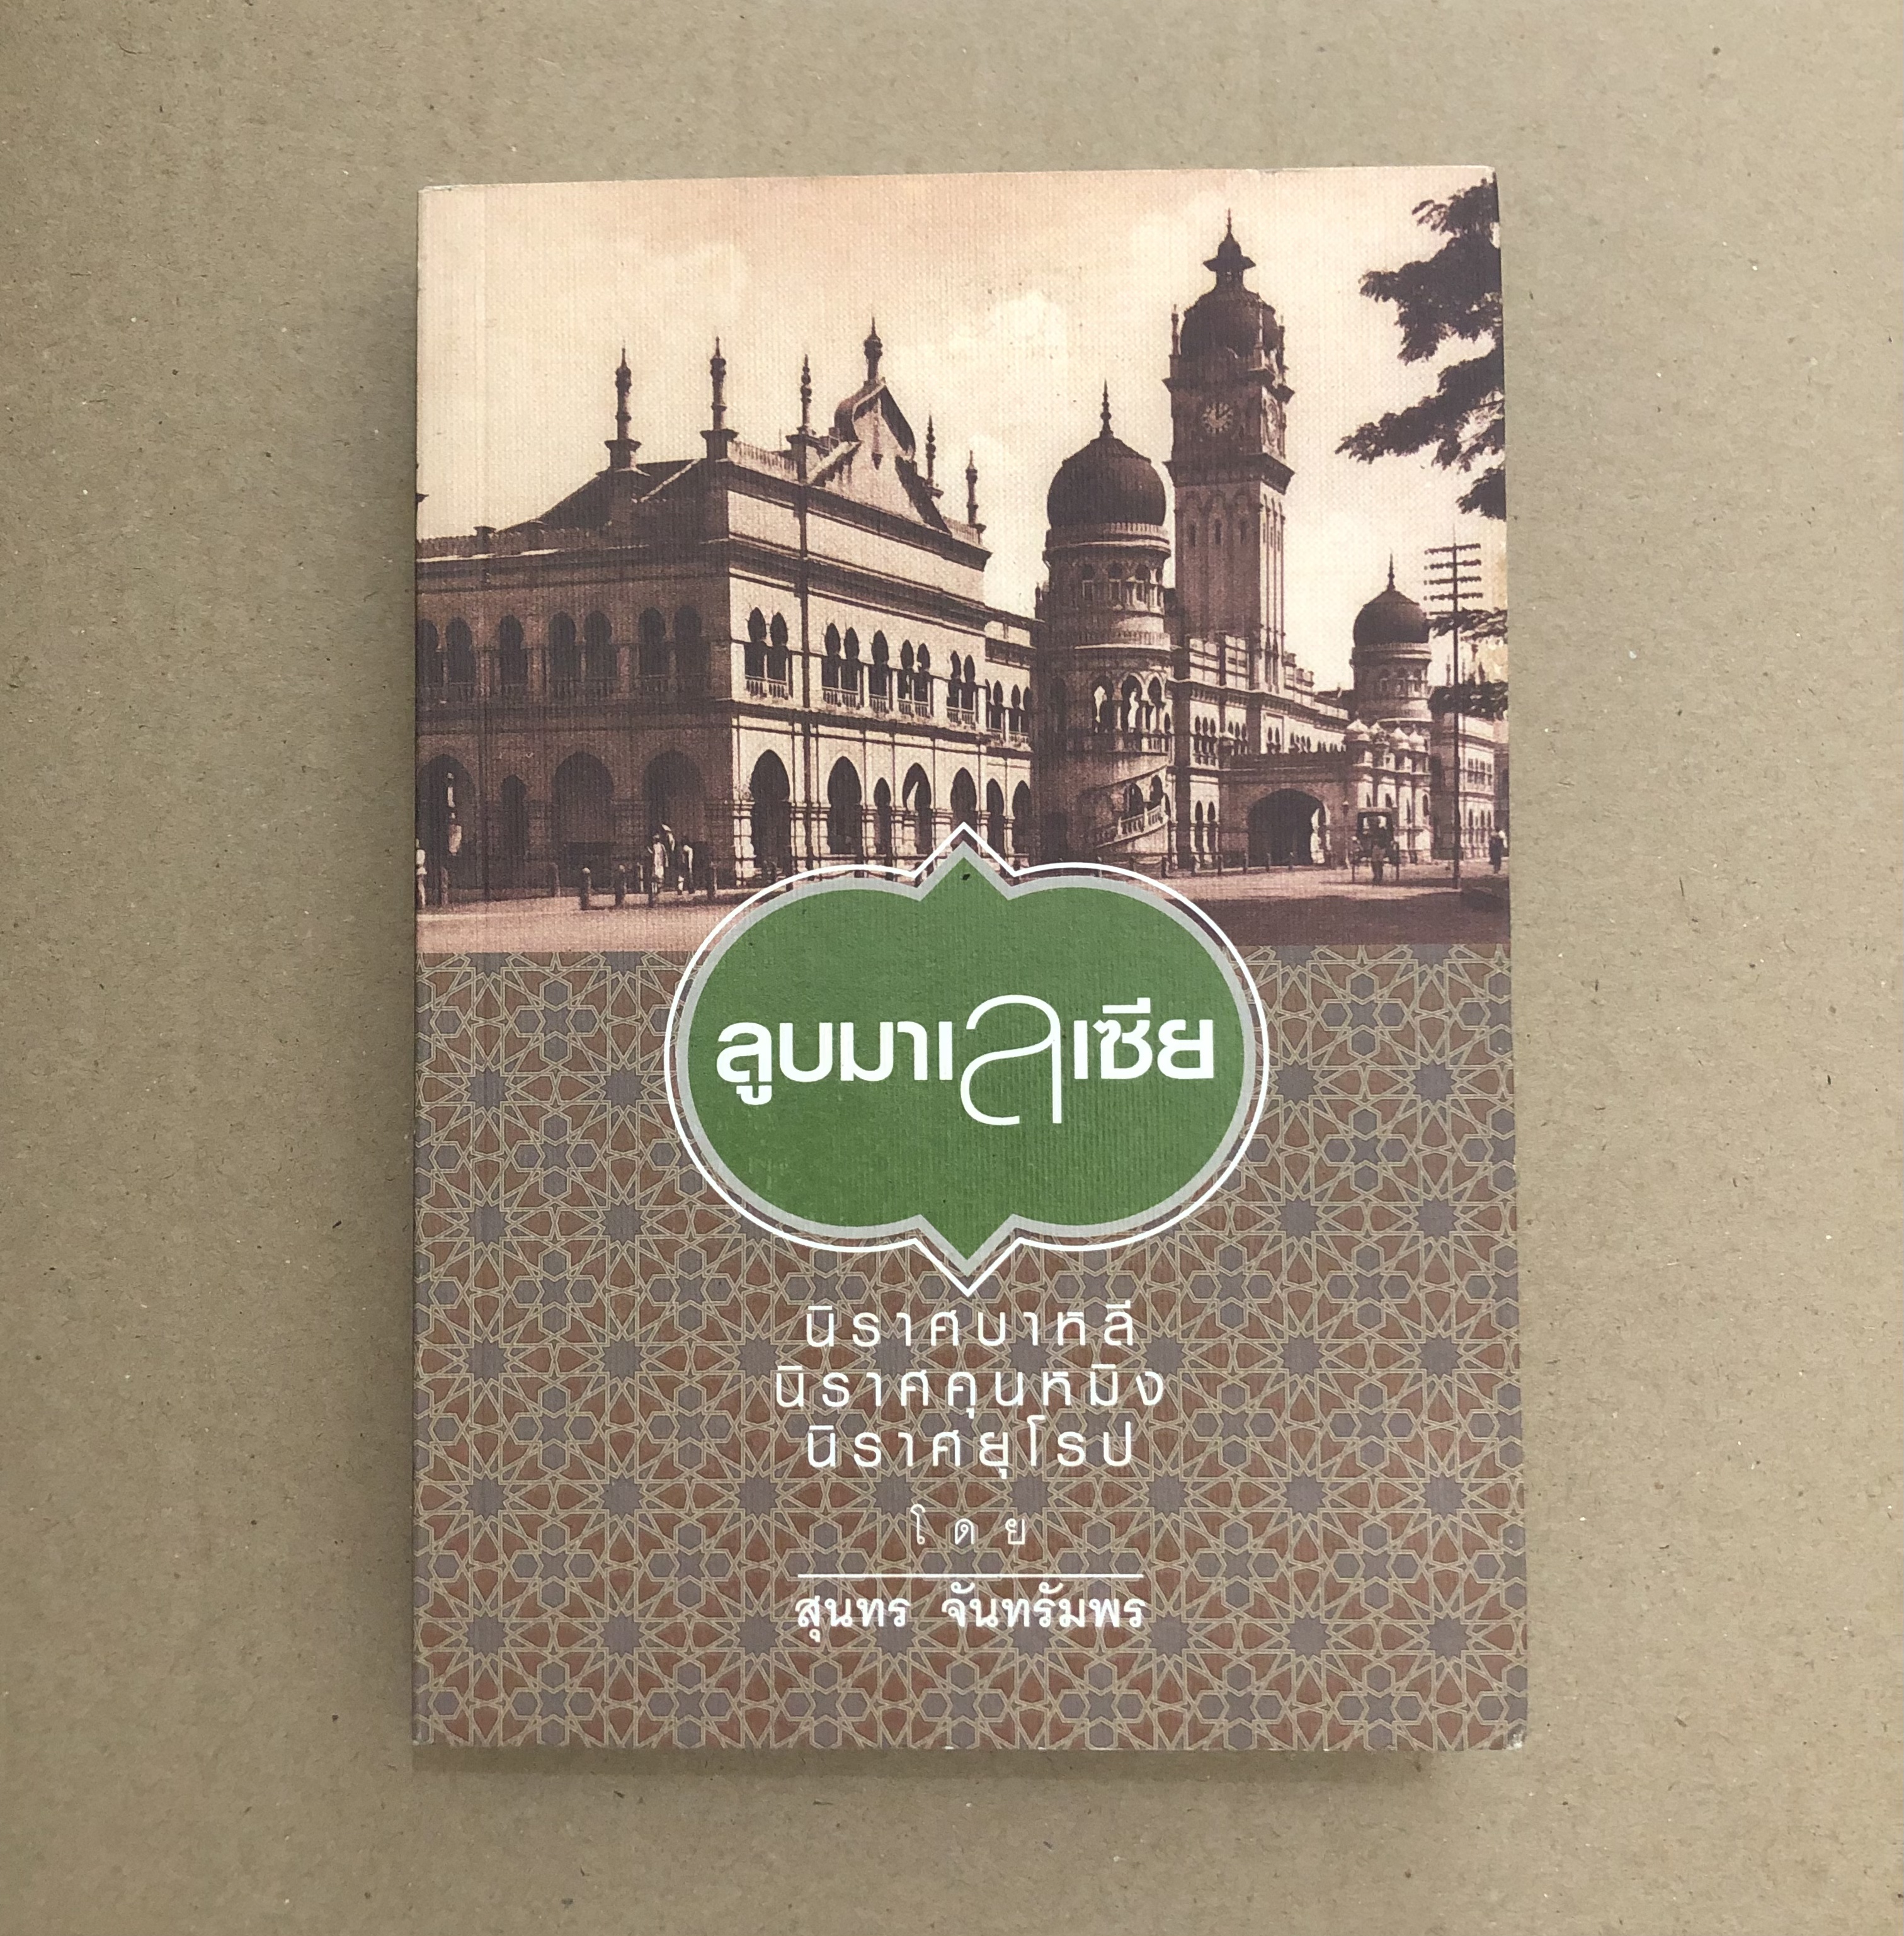 ลูบมาเลเซีย
นิราศบาหลี
นิราศคุนหมิง
นิราศยุโรป
โดย
สุนทร จันทรัมพร